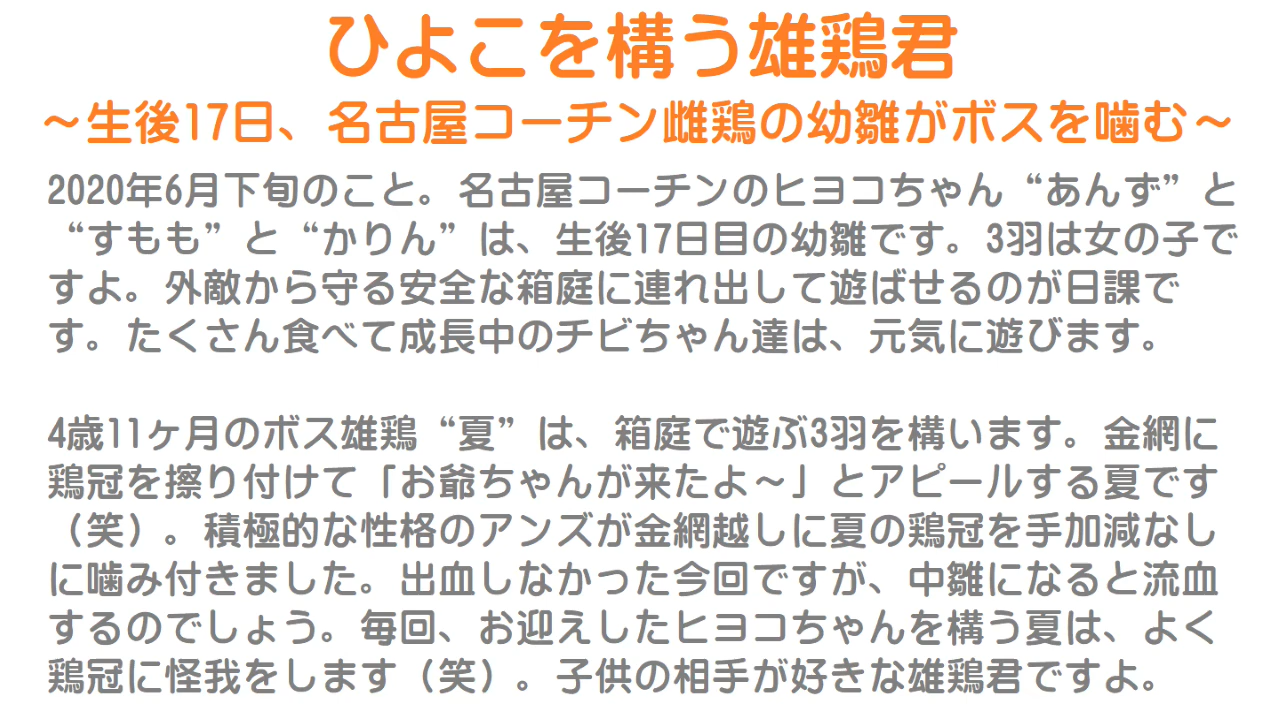 ひよこを構う雄鶏君
～生後17日、名古屋コーチン雌鶏の幼雛がボスを噛む～
2020年6月下旬のこと。名古屋コーチンのヒヨコちゃん“あんず”と
“すもも”と“かりん”は、生後17日目の幼雛です。3羽は女の子で
すよ。外敵から守る安全な箱庭に連れ出して遊ばせるのが日課で
す。たくさん食べて成長中のチビちゃん達は、元気に遊びます。
4歳11ヶ月のボス雄鶏“夏”は、箱庭で遊ぶ3羽を構います。金網に
鶏冠を擦り付けて「お爺ちゃんが来たよ～」とアピールする夏です
（笑）。積極的な性格のアンズが金網越しに夏の鶏冠を手加減なし
に噛み付きました。出血しなかった今回ですが、中雛になると流血
するのでしょう。毎回、お迎えしたヒヨコちゃんを構う夏は、よく
鶏冠に怪我をします（笑）。子供の相手が好きな雄鶏君ですよ。